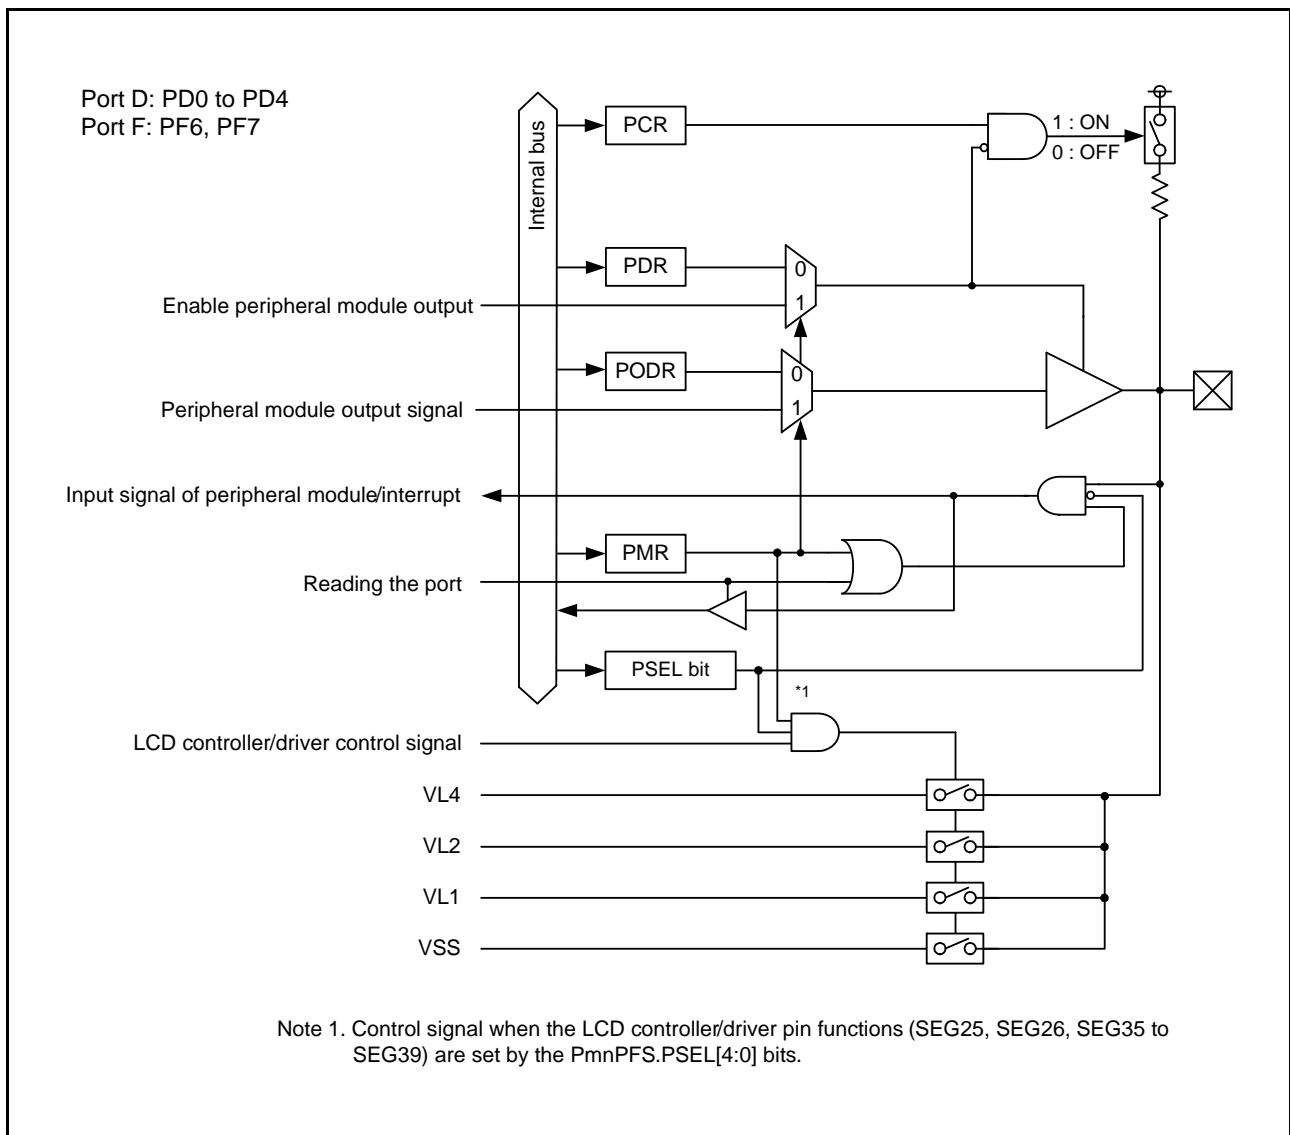 Port D: PD0 to PD4
Port F: PF6, PF7
Internal bus
PCR
1 : ON
0 : OFF
PDR
0
1
Enable peripheral module output
PODR
0
1
Peripheral module output signal
Input signal of peripheral module/interrupt
PMR
Reading the port
PSEL bit
*1
LCD controller/driver control signal
VL4
VL2
VL1
VSS
Note 1. Control signal when the LCD controller/driver pin functions (SEG25, SEG26, SEG35 to
SEG39) are set by the PmnPFS.PSEL[4:0] bits.